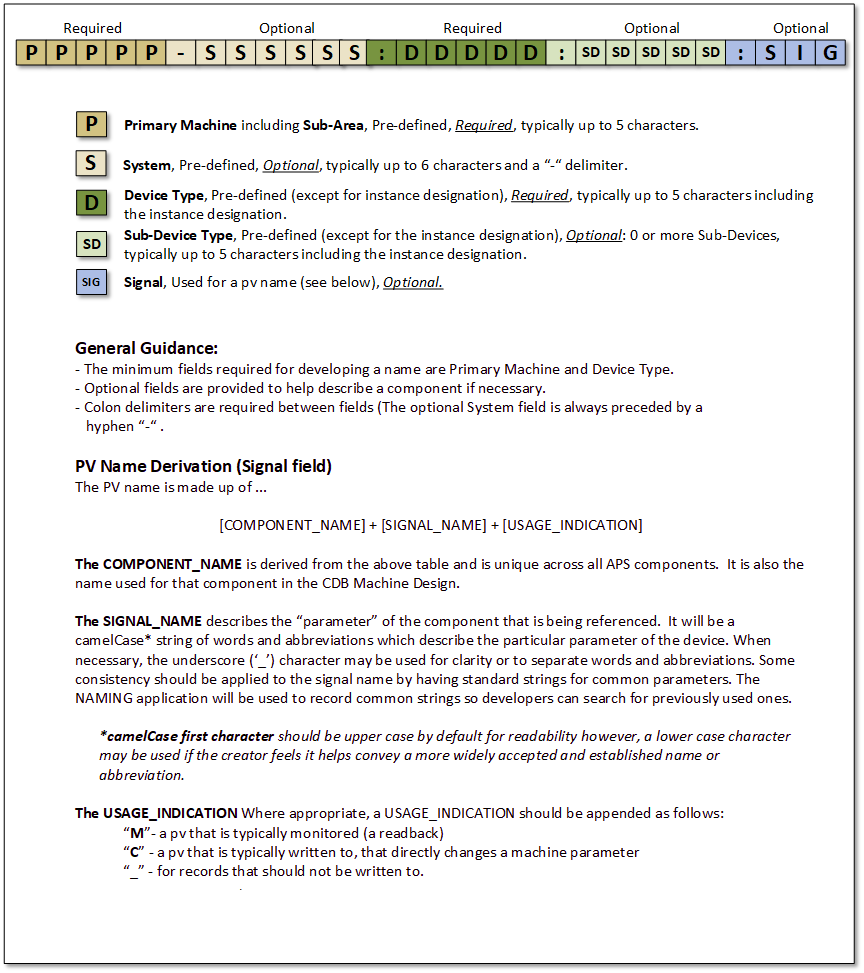 Required Optional Required Optional Optional
P P P P P - S S S S S S : D D D D D : SD SD SD SD SD : S I G
P Primary Machine including Sub-Area, Pre-defined, Required, typically up to 5 characters.
S System, Pre-defined, Optional, typically up to 6 characters and a “-“ delimiter.
D Device Type, Pre-defined (except for instance designation), Required, typically up to 5 characters including
the instance designation.
SD Sub-Device Type, Pre-defined (except for the instance designation), Optional: 0 or more Sub-Devices,
typically up to 5 characters including the instance designation.
SIG Signal, Used for a pv name (see below), Optional.
General Guidance:
- The minimum fields required for developing a name are Primary Machine and Device Type.
- Optional fields are provided to help describe a component if necessary.
- Colon delimiters are required between fields (The optional System field is always preceded by a
hyphen “-“ .
PV Name Derivation (Signal field)
The PV name is made up of ...
[COMPONENT_NAME] + [SIGNAL_NAME] + [USAGE_INDICATION]
The COMPONENT_NAME is derived from the above table and is unique across all APS components. It is also the
name used for that component in the CDB Machine Design.
The SIGNAL_NAME describes the “parameter” of the component that is being referenced. It will be a
camelCase* string of words and abbreviations which describe the particular parameter of the device. When
necessary, the underscore (‘_’) character may be used for clarity or to separate words and abbreviations. Some
consistency should be applied to the signal name by having standard strings for common parameters. The
NAMING application will be used to record common strings so developers can search for previously used ones.
*camelCase first character should be upper case by default for readability however, a lower case character
may be used if the creator feels it helps convey a more widely accepted and established name or
abbreviation.
The USAGE_INDICATION Where appropriate, a USAGE_INDICATION should be appended as follows:
“M”- a pv that is typically monitored (a readback)
“C” - a pv that is typically written to, that directly changes a machine parameter
“_” - for records that should not be written to.